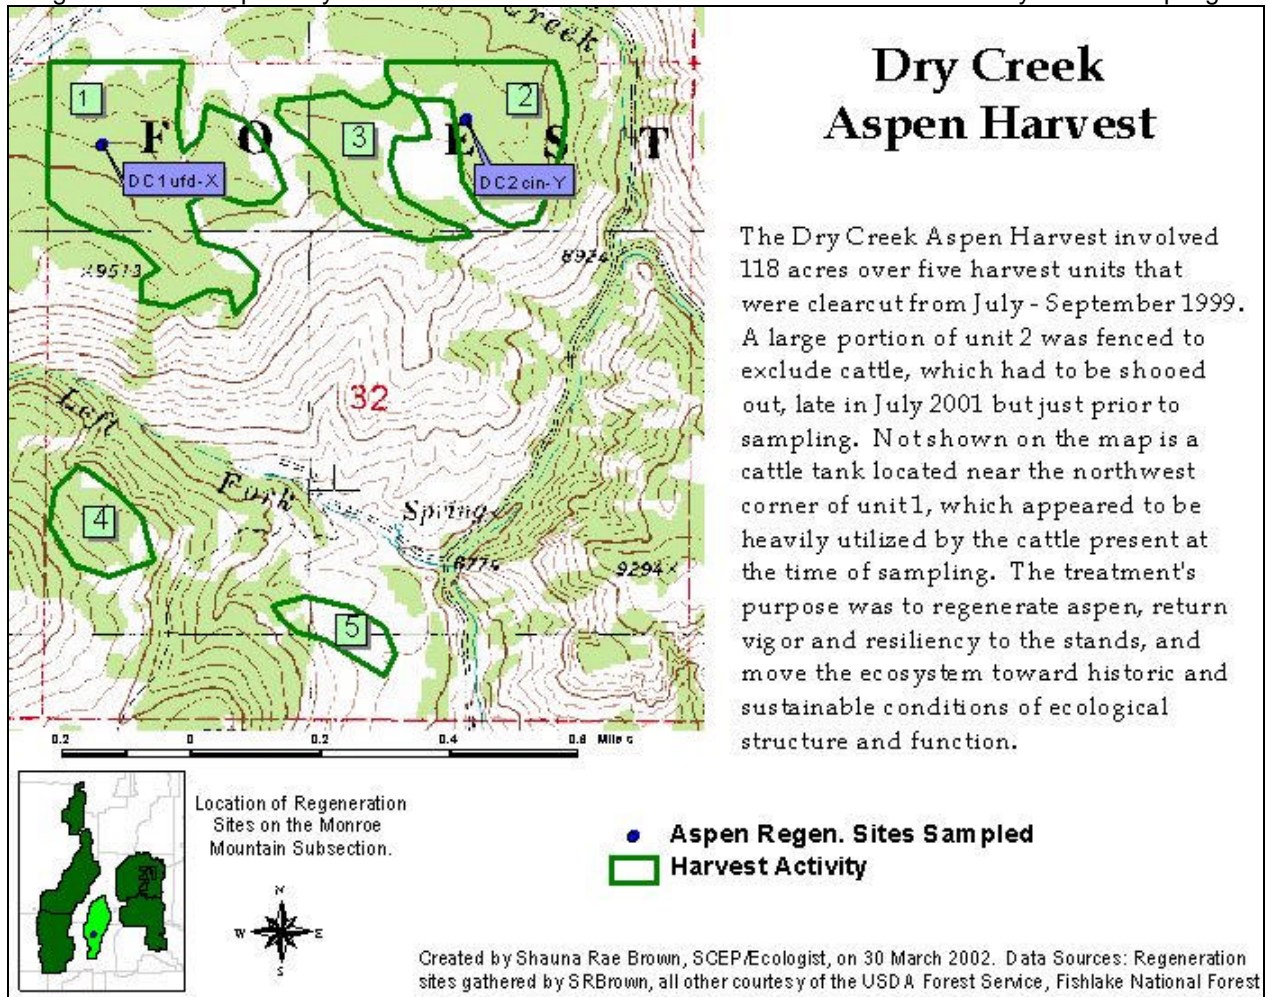 Creek
Dry Creek
Aspen Harvest
1
2
3
F O E S T
DC1ufd-X
DC2cin-Y
×9513
8924
32
Left
Fork
Spring
4
5
9294×
The Dry Creek Aspen Harvest involved
118 acres over five harvest units that
were clearcut from July - September 1999.
A large portion of unit 2 was fenced to
exclude cattle, which had to be shooed
out, late in July 2001 but just prior to
sampling. Not shown on the map is a
cattle tank located near the northwest
corner of unit 1, which appeared to be
heavily utilized by the cattle present at
the time of sampling. The treatment's
purpose was to regenerate aspen, return
vigor and resiliency to the stands, and
move the ecosystem toward historic and
sustainable conditions of ecological
structure and function.
0.2 0 0.2 0.4 0.6 Miles
Location of Regeneration
Sites on the Monroe
Mountain Subsection.
N
W E
S
Aspen Regen. Sites Sampled
Harvest Activity
Created by Shauna Rae Brown, SCEP/Ecologist, on 30 March 2002. Data Sources: Regeneration
sites gathered by SRBrown, all other courtesy of the USDA Forest Service, Fishlake National Forest